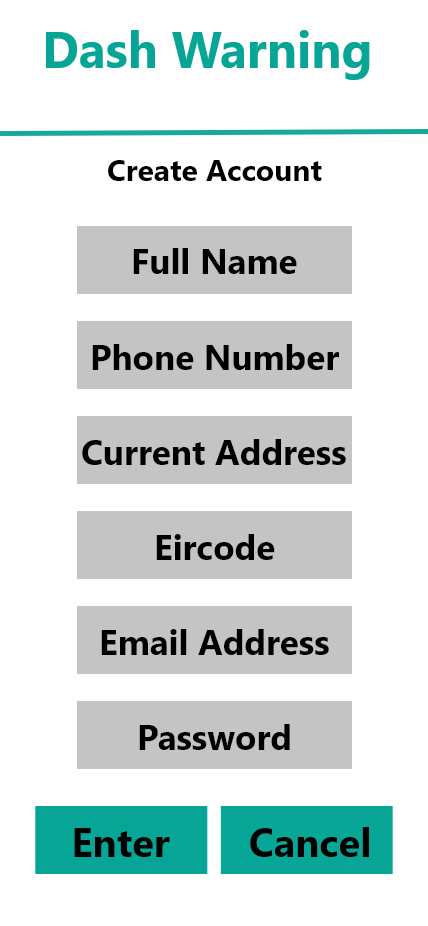 Dash Warning
Create Account
Full Name
Phone Number
Current Address
Eircode
Email Address
Password
Enter Cancel